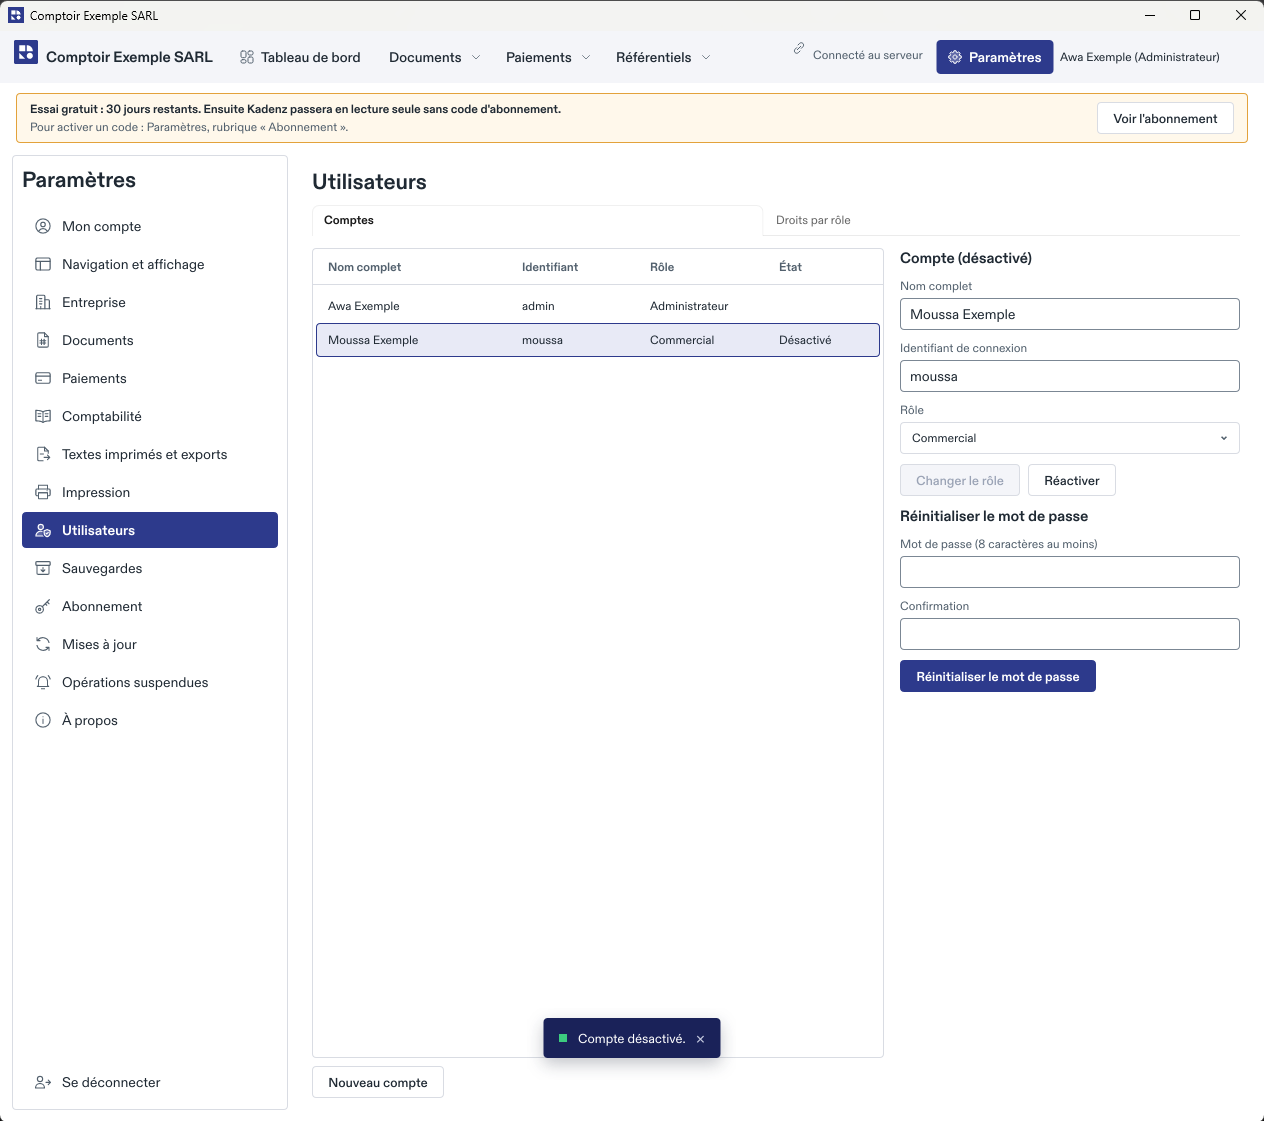 Comptoir Exemple SARL
Comptoir Exemple SARL
Tableau de bord
Documents
Paiements
Référentiels
Connecté au serveur
Paramètres
Awa Exemple (Administrateur)
Essai gratuit : 30 jours restants. Ensuite Kadenz passera en lecture seule sans code d'abonnement.
Pour activer un code : Paramètres, rubrique « Abonnement ».
Voir l'abonnement
Paramètres
Mon compte
Navigation et affichage
Entreprise
Documents
Paiements
Comptabilité
Textes imprimés et exports
Impression
Utilisateurs
Sauvegardes
Abonnement
Mises à jour
Opérations suspendues
À propos
Se déconnecter
Utilisateurs
Comptes
Droits par rôle
Nom complet Identifiant Rôle État
Awa Exemple admin Administrateur
Moussa Exemple moussa Commercial Désactivé
Compte désactivé.
Nouveau compte
Compte (désactivé)
Nom complet
Moussa Exemple
Identifiant de connexion
moussa
Rôle
Commercial
Changer le rôle
Réactiver
Réinitialiser le mot de passe
Mot de passe (8 caractères au moins)
Confirmation
Réinitialiser le mot de passe